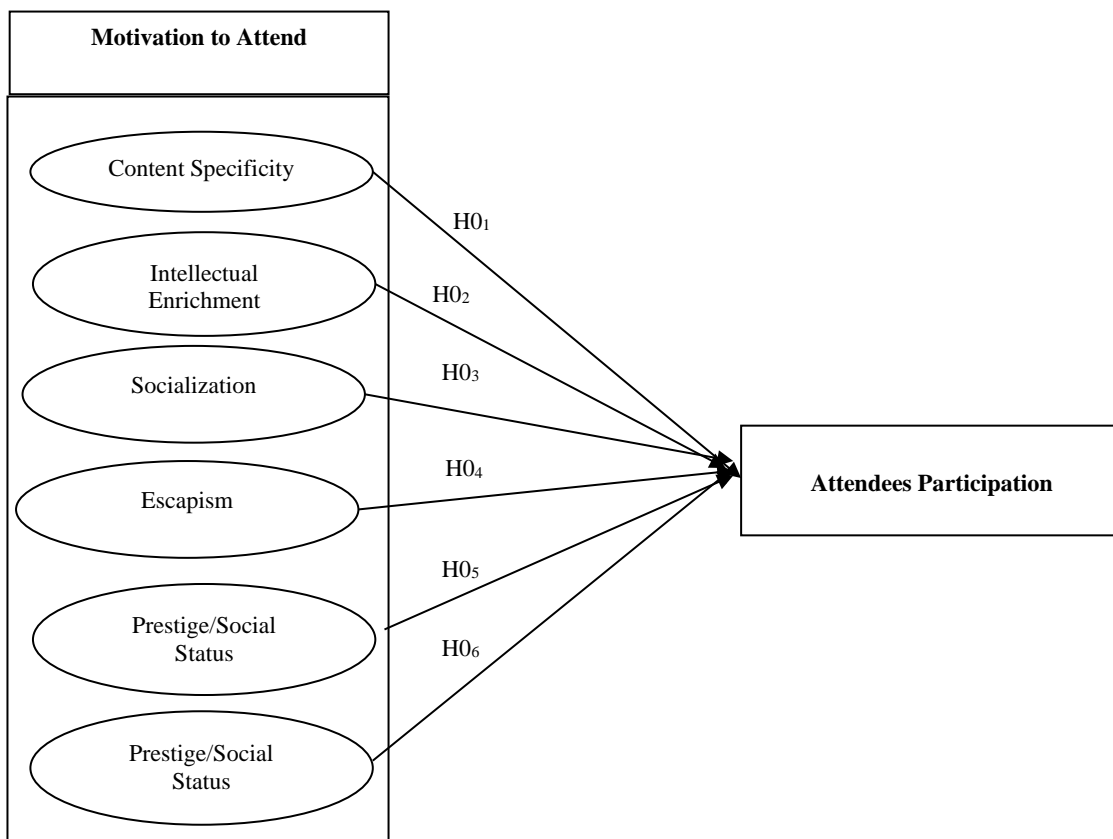 Motivation to Attend
Content Specificity
H0₁
Intellectual
Enrichment
H0₂
Socialization
H0₃
Escapism
H0₄
Attendees Participation
Prestige/Social
Status
H0₅
Prestige/Social
Status
H0₆